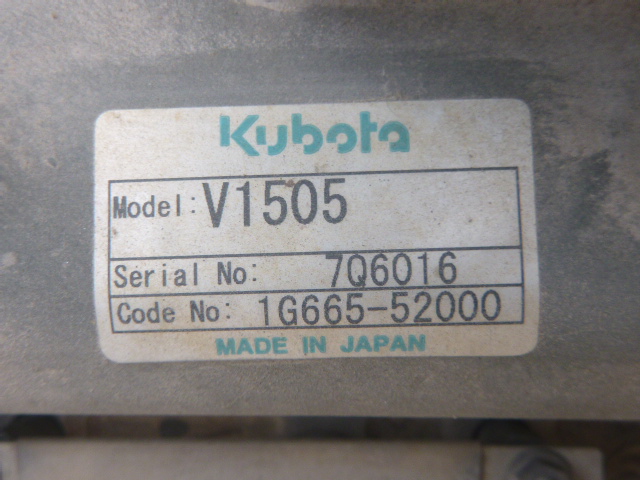 Kubota
Model: V1505
Serial No: 7Q6016
Code No: 1G665-52000
MADE IN JAPAN